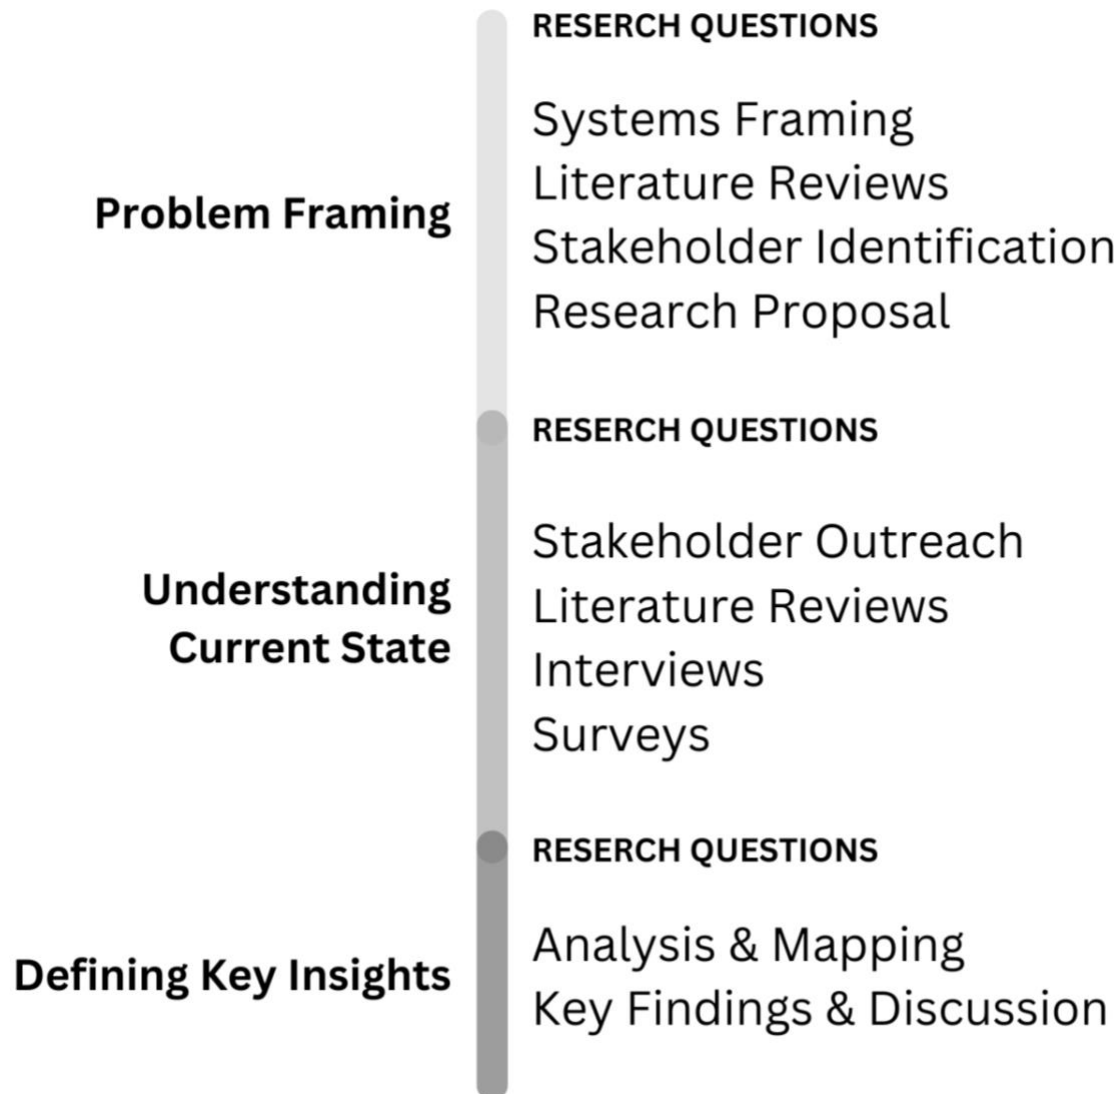 RESERCH QUESTIONS
Problem Framing
Systems Framing
Literature Reviews
Stakeholder Identification
Research Proposal
RESERCH QUESTIONS
Understanding
Current State
Stakeholder Outreach
Literature Reviews
Interviews
Surveys
RESERCH QUESTIONS
Defining Key Insights
Analysis & Mapping
Key Findings & Discussion